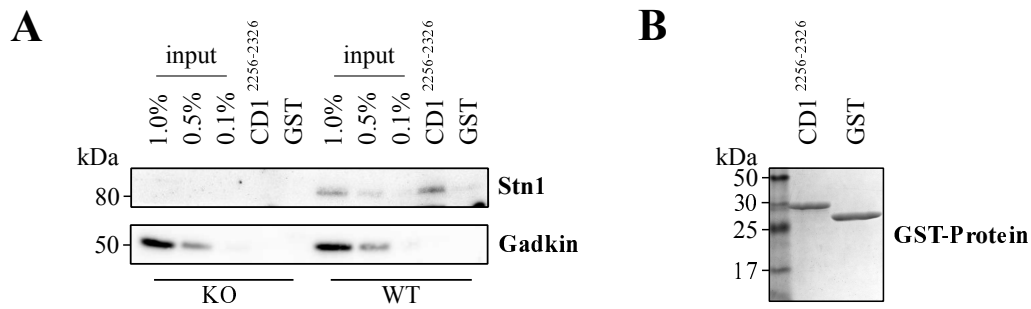 A
input
input
1.0%
0.5%
0.1%
CD1 2256-2326
GST
1.0%
0.5%
0.1%
CD1 2256-2326
GST
kDa
80
Stn1
50
Gadkin
KO
WT
B
CD1 2256-2326
GST
kDa
50
30
25
17
GST-Protein